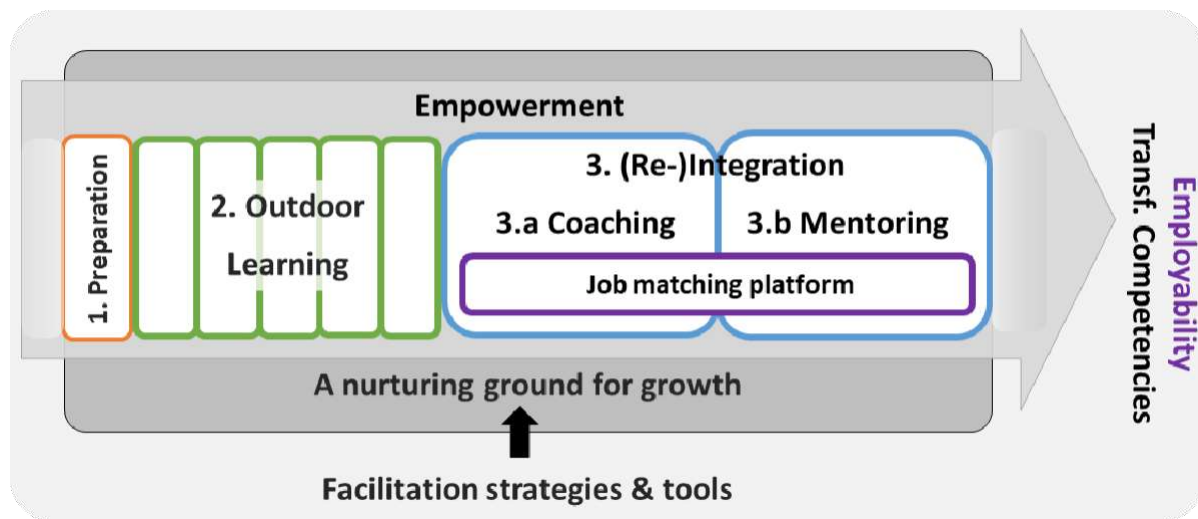 Empowerment
1. Preparation
2. Outdoor
Learning
3. (Re-)Integration
3.a Coaching
3.b Mentoring
Job matching platform
A nurturing ground for growth
Facilitation strategies & tools
Transf. Competencies
Employability